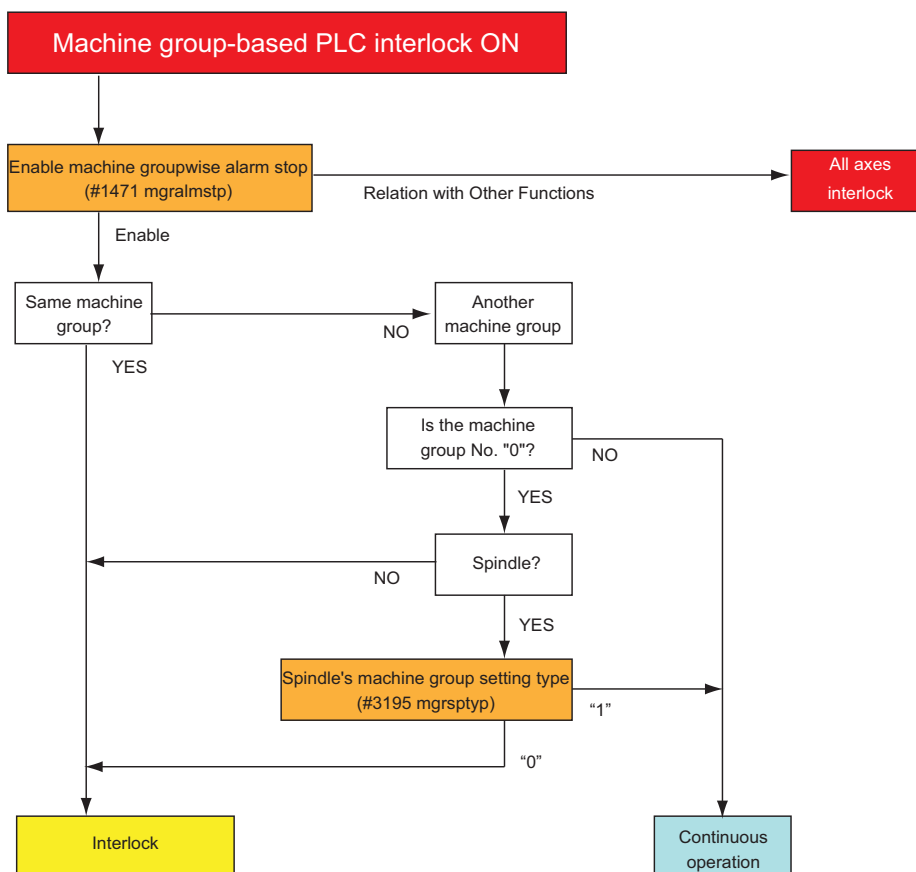 Machine group-based PLC interlock ON
Enable machine groupwise alarm stop
(#1471 mgralmstp)
Relation with Other Functions
All axes
interlock
Enable
Same machine
group?
NO
Another
machine group
YES
Is the machine
group No. "0"?
NO
YES
Spindle?
NO
YES
Spindle's machine group setting type
(#3195 mgrsptyp)
“1”
“0”
Interlock
Continuous
operation